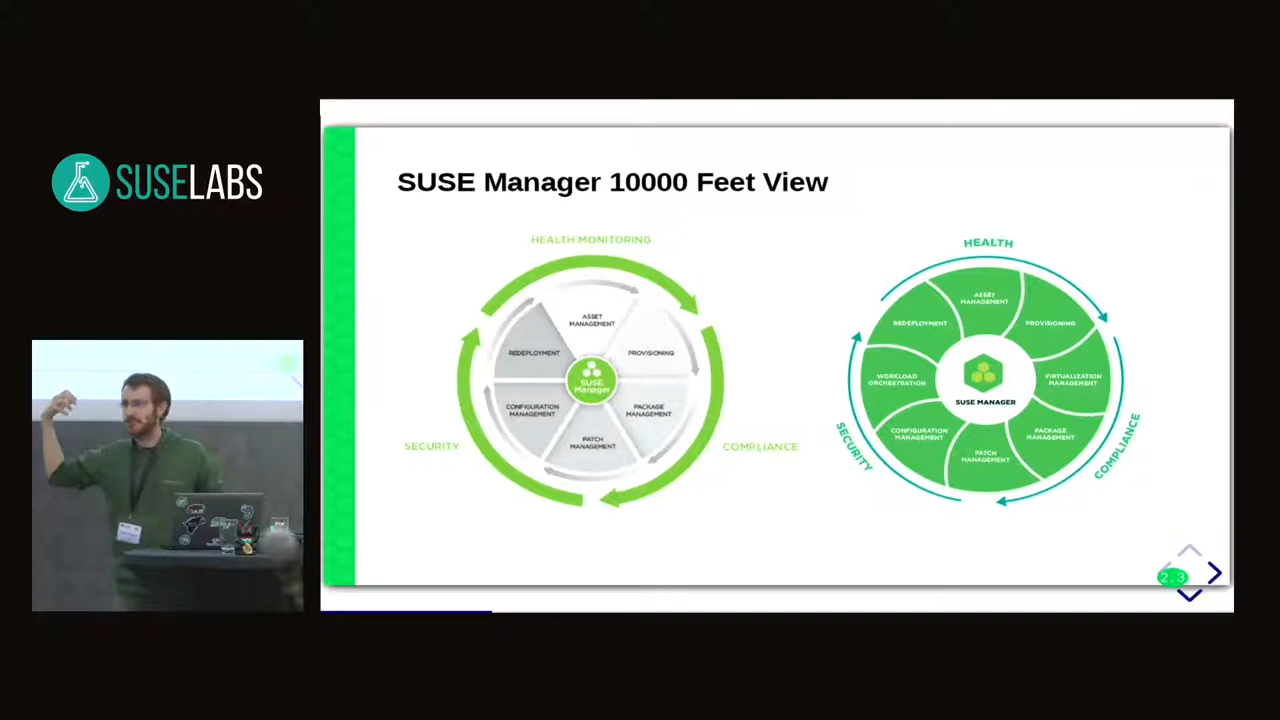 SUSELABS
SUSE Manager 10000 Feet View
HEALTH MONITORING
ASSET
MANAGEMENT
REDEPLOYMENT
PROVISIONING
SUSE
Manager
CONFIGURATION
MANAGEMENT
PACKAGE
MANAGEMENT
PATCH
MANAGEMENT
SECURITY
COMPLIANCE
HEALTH
ASSET
MANAGEMENT
REDEPLOYMENT
PROVISIONING
WORKLOAD
ORCHESTRATION
VIRTUALIZATION
MANAGEMENT
SUSE MANAGER
CONFIGURATION
MANAGEMENT
PACKAGE
MANAGEMENT
PATCH
MANAGEMENT
SECURITY
COMPLIANCE
2.3